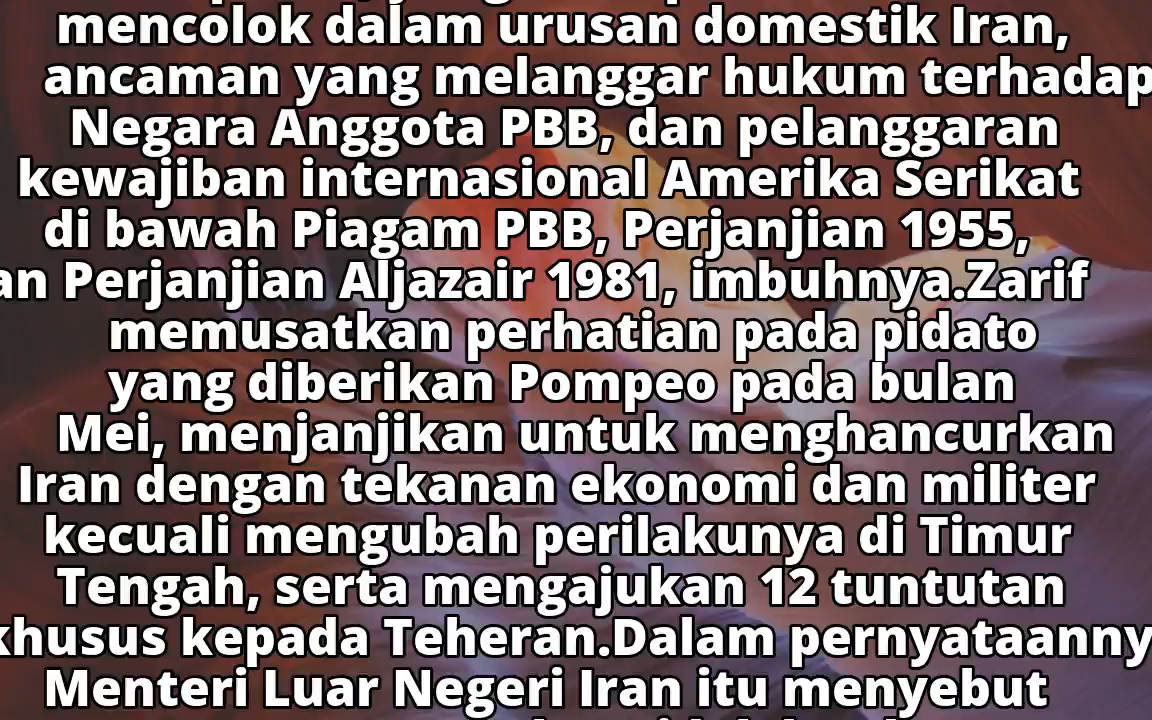 mencolok dalam urusan domestik Iran,
ancaman yang melanggar hukum terhadap
Negara Anggota PBB, dan pelanggaran
kewajiban internasional Amerika Serikat
di bawah Piagam PBB, Perjanjian 1955,
an Perjanjian Aljazair 1981, imbuhnya.Zarif
memusatkan perhatian pada pidato
yang diberikan Pompeo pada bulan
Mei, menjanjikan untuk menghancurkan
Iran dengan tekanan ekonomi dan militer
kecuali mengubah perilakunya di Timur
Tengah, serta mengajukan 12 tuntutan
khusus kepada Teheran.Dalam pernyataanny
Menteri Luar Negeri Iran itu menyebut